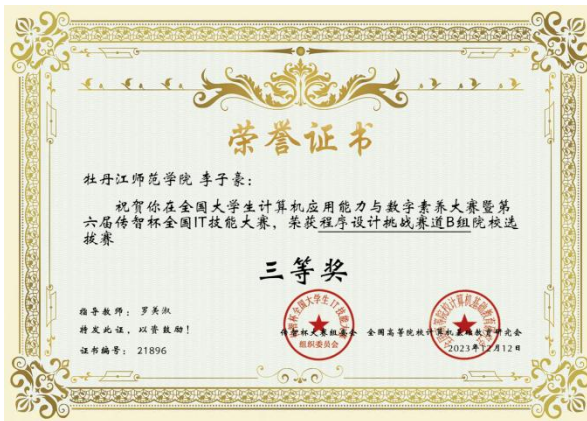 荣誉证书
牡丹江师范学院 李子豪：
祝贺你在全国大学生计算机应用能力与数字素养大赛暨第
六届传智杯全国IT技能大赛，荣获程序设计挑战赛道B组院校选
拔赛
三等奖
指导教师： 罗美淑
特发此证，以资鼓励！
传智杯大赛组委会 全国高等院校计算机基础教育研究会
组织委员会
证书编号： 21896
2023年12月12日